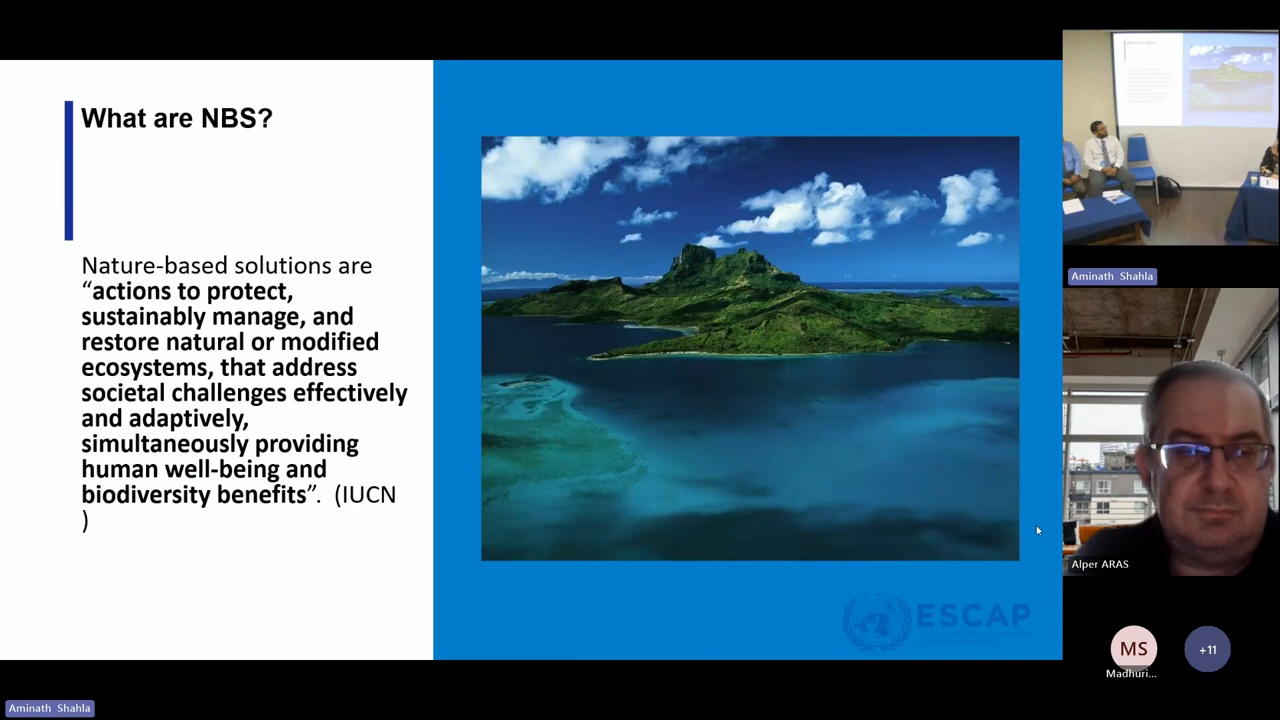 What are NBS?
Nature-based solutions are
“actions to protect,
sustainably manage, and
restore natural or modified
ecosystems, that address
societal challenges effectively
and adaptively,
simultaneously providing
human well-being and
biodiversity benefits”.  (IUCN
)
ESCAP
Aminath Shahla
Alper ARAS
MS
Madhuri...
+11
Aminath Shahla